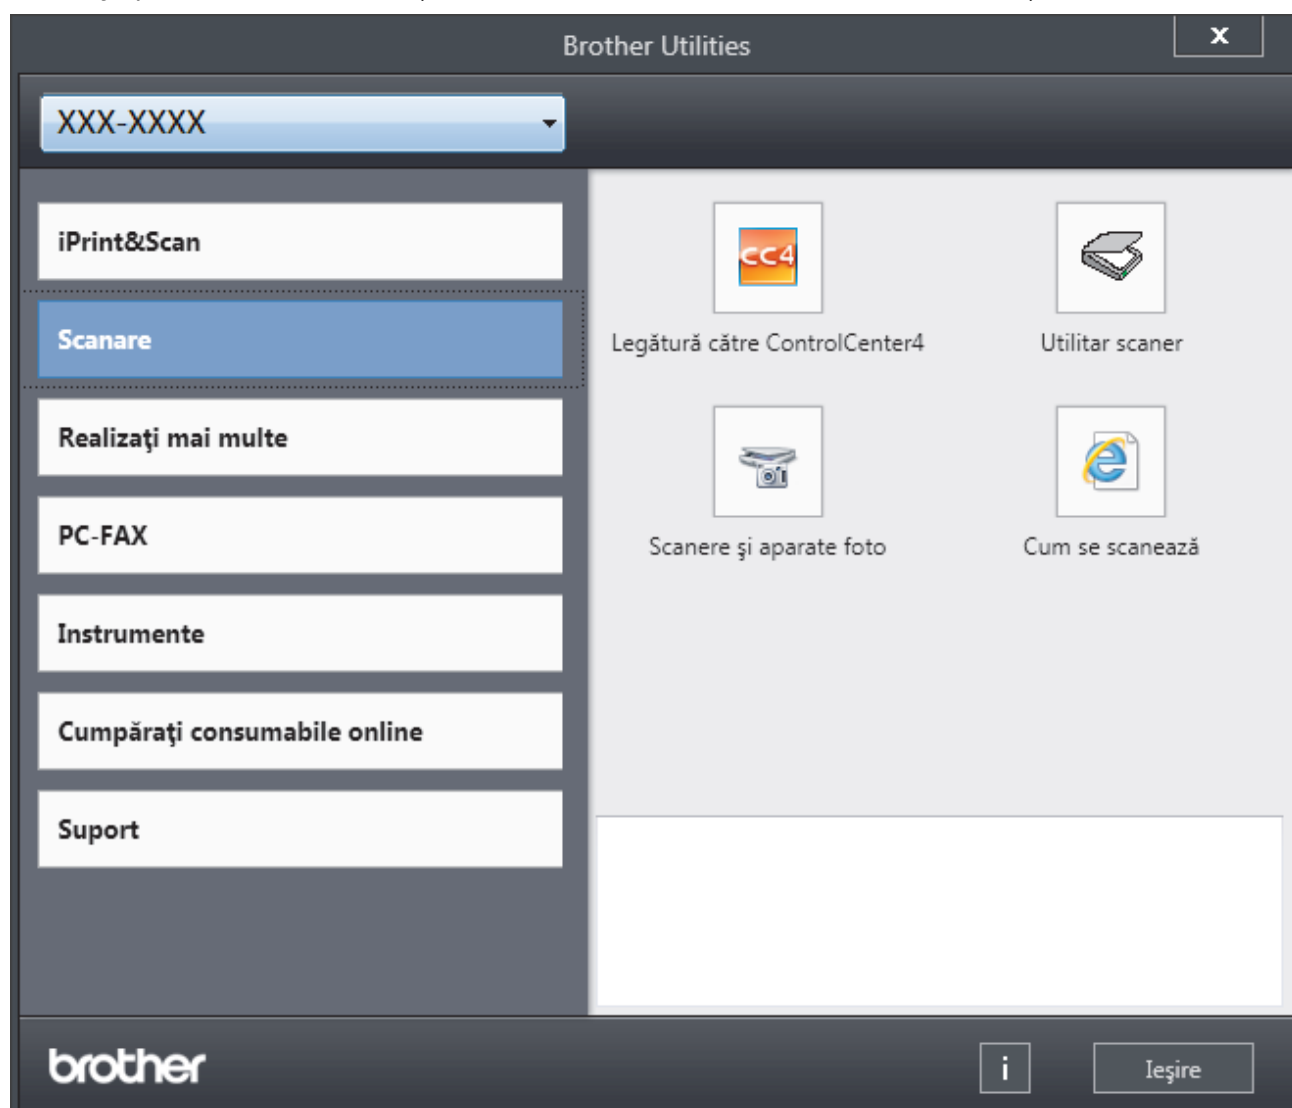 Brother Utilities
x
XXX-XXXX
iPrint&Scan
Scanare
Realizaţi mai multe
PC-FAX
Instrumente
Cumpăraţi consumabile online
Suport
CC4
Legătură către ControlCenter4
Utilitar scaner
Scanere şi aparate foto
Cum se scanează
brother
i
Ieşire